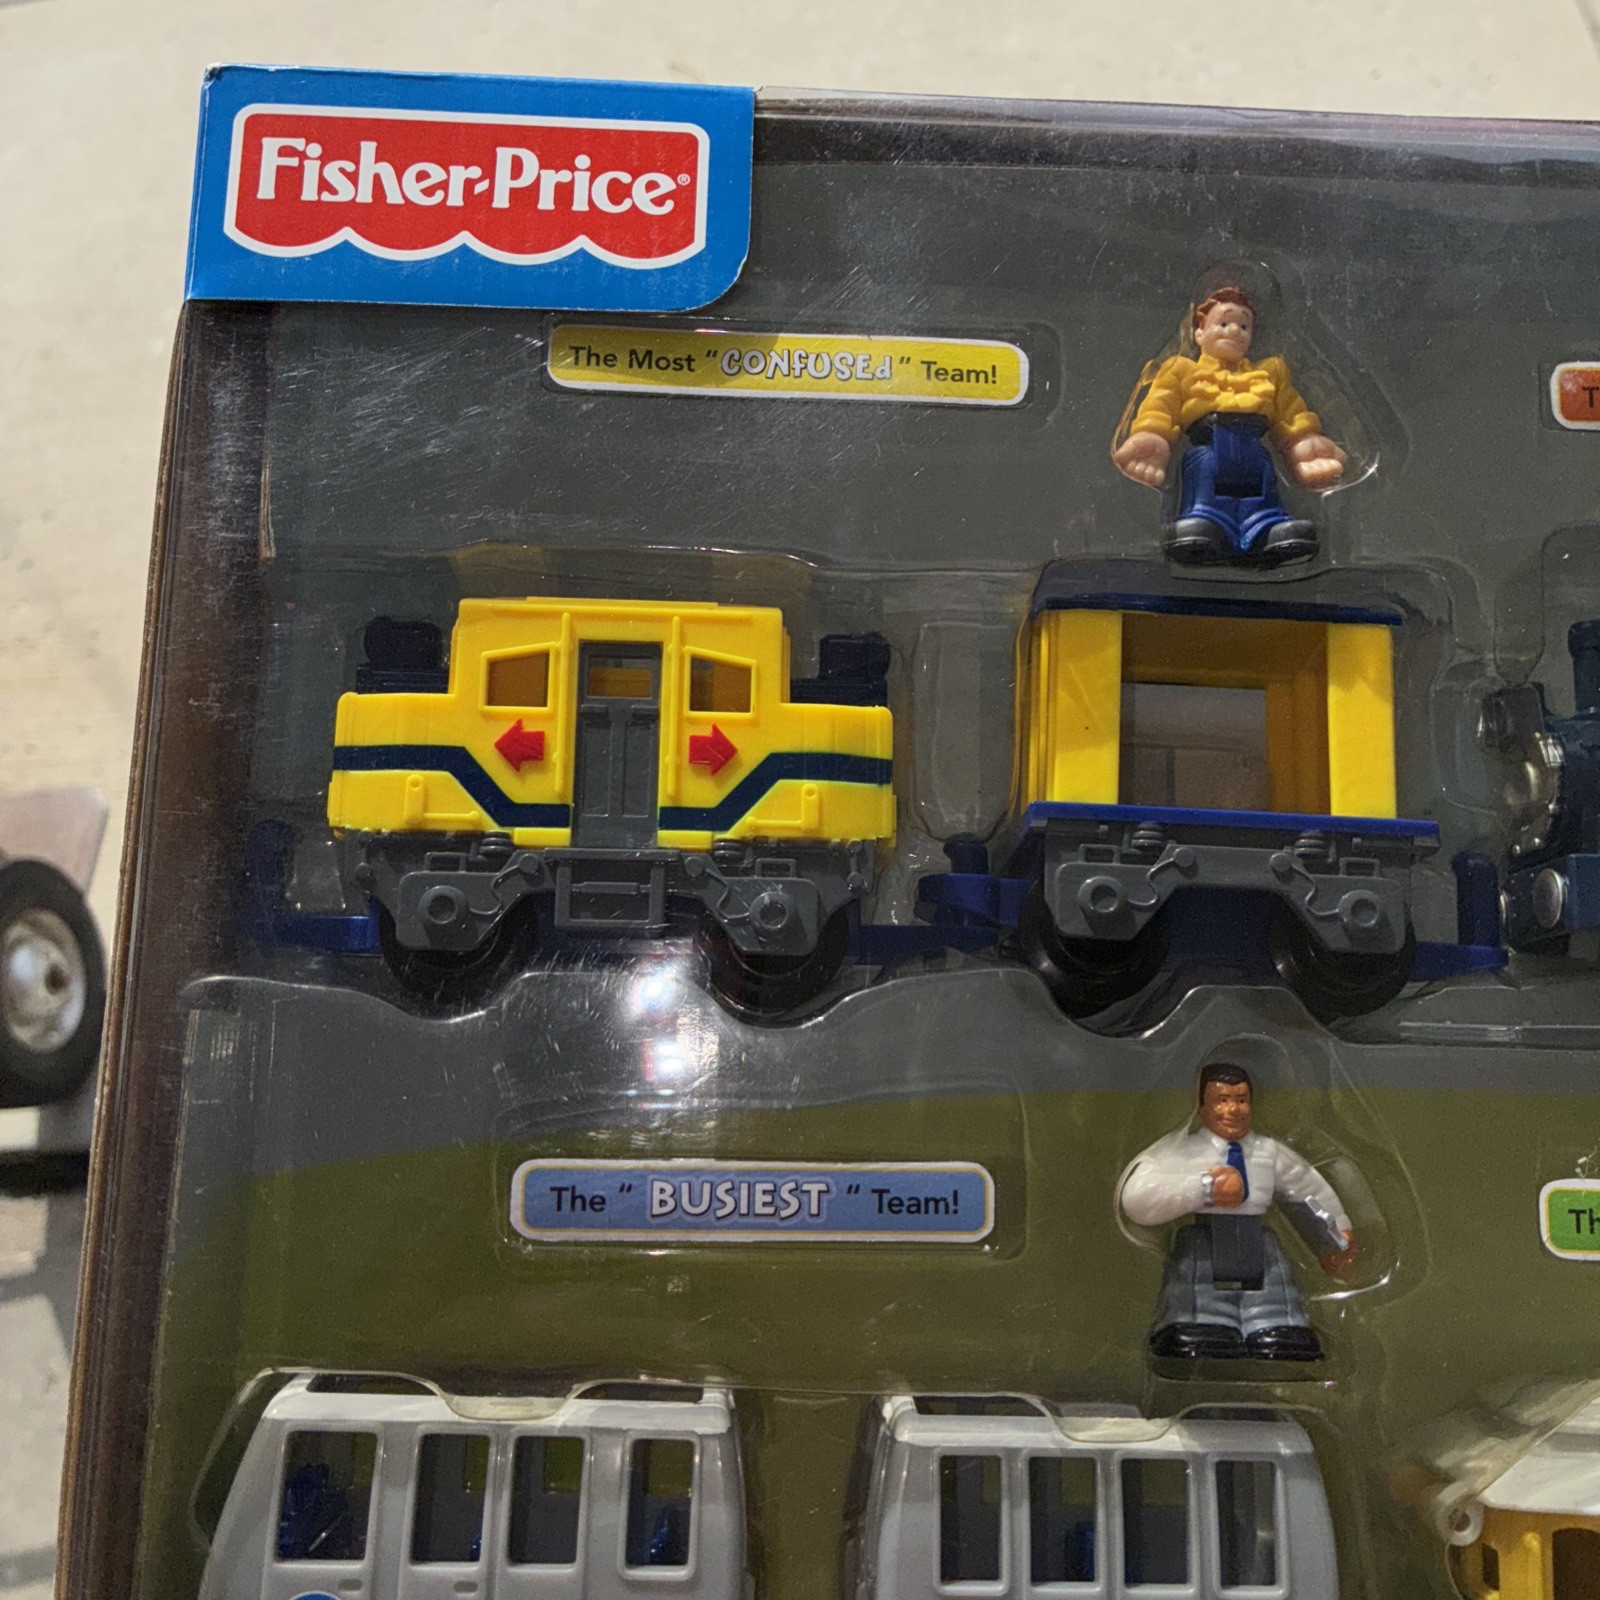 Fisher-Price®
The Most "CONfUSEd" Team!
The "BUSIEST" Team!